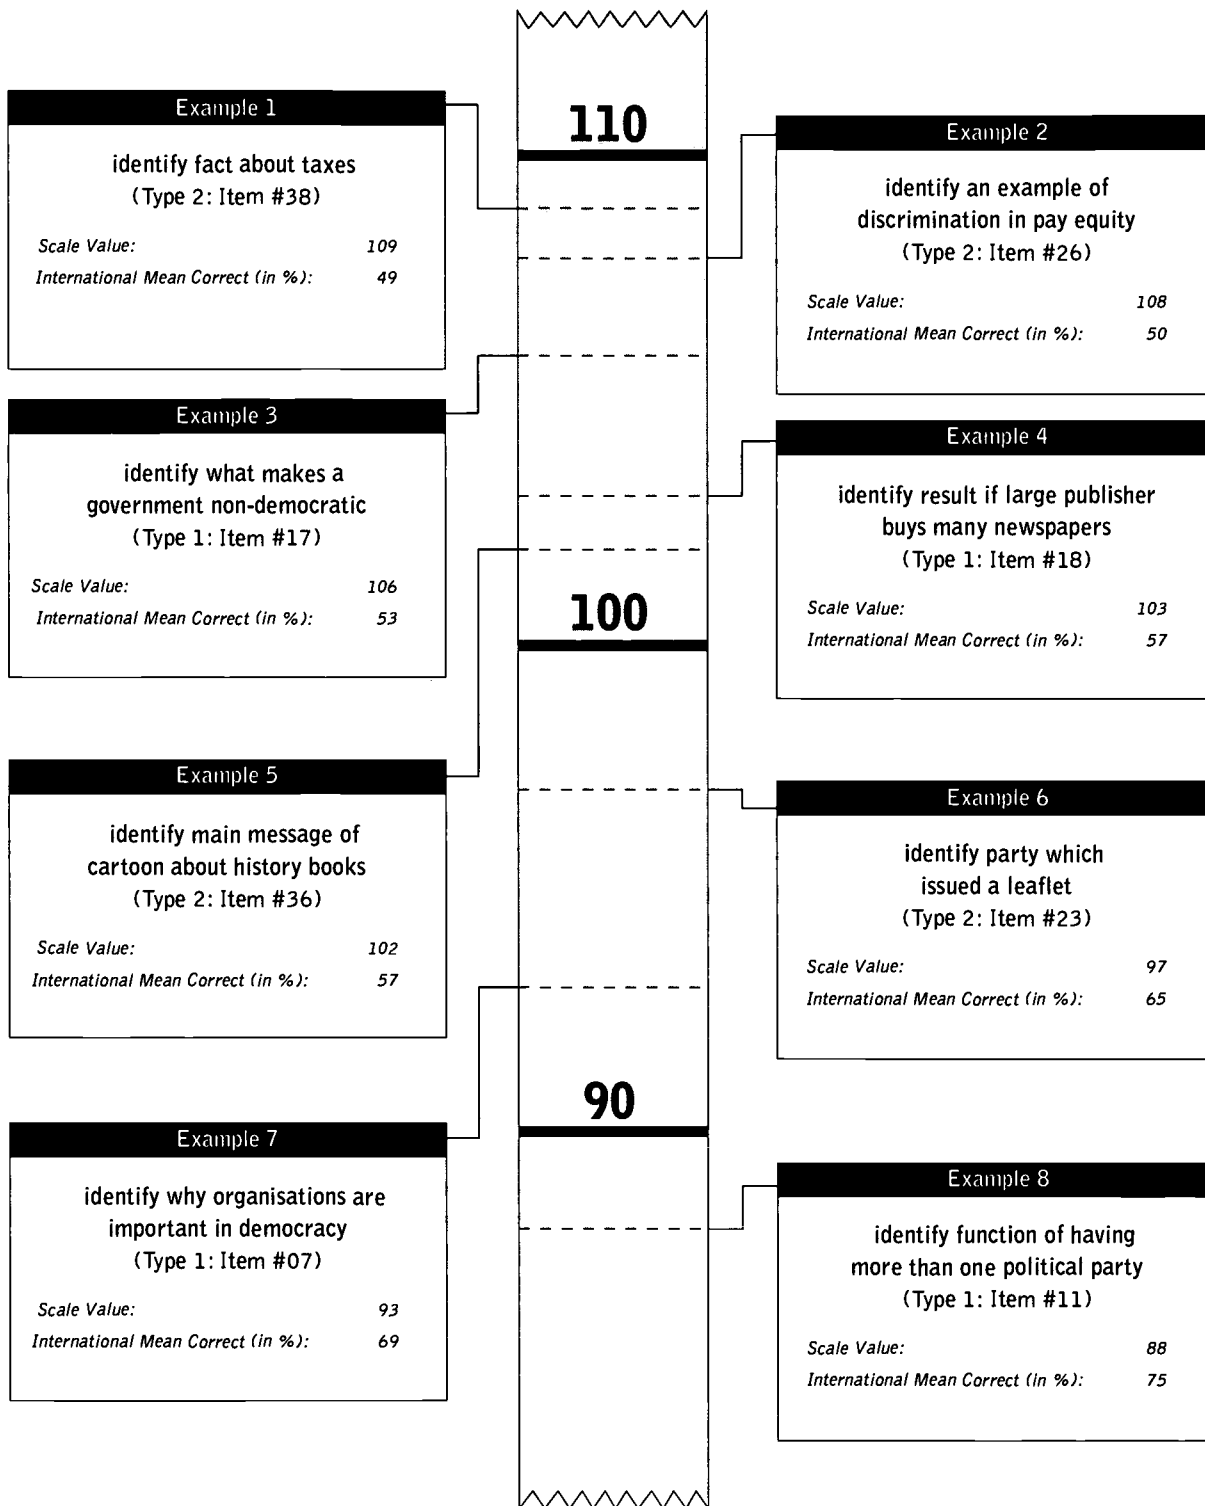 110
Example 1
identify fact about taxes
(Type 2: Item #38)
Scale Value: 109
International Mean Correct (in %): 49
Example 2
identify an example of
discrimination in pay equity
(Type 2: Item #26)
Scale Value: 108
International Mean Correct (in %): 50
Example 3
identify what makes a
government non-democratic
(Type 1: Item #17)
Scale Value: 106
International Mean Correct (in %): 53
Example 4
identify result if large publisher
buys many newspapers
(Type 1: Item #18)
Scale Value: 103
International Mean Correct (in %): 57
100
Example 5
identify main message of
cartoon about history books
(Type 2: Item #36)
Scale Value: 102
International Mean Correct (in %): 57
Example 6
identify party which
issued a leaflet
(Type 2: Item #23)
Scale Value: 97
International Mean Correct (in %): 65
90
Example 7
identify why organisations are
important in democracy
(Type 1: Item #07)
Scale Value: 93
International Mean Correct (in %): 69
Example 8
identify function of having
more than one political party
(Type 1: Item #11)
Scale Value: 88
International Mean Correct (in %): 75